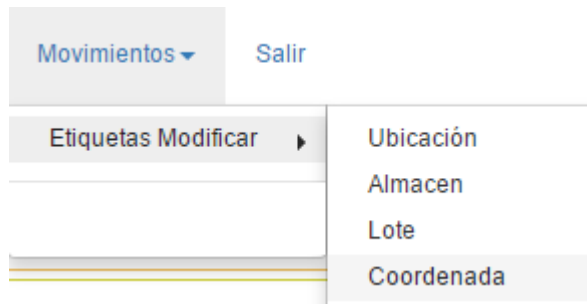 Movimientos
Salir
Etiquetas Modificar
Ubicación
Almacen
Lote
Coordenada